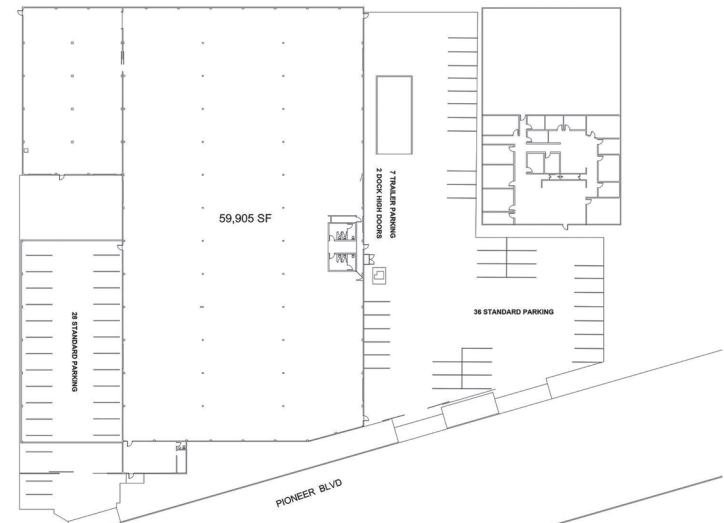 59,905 SF
7 TRAILER PARKING
2 DOCK HIGH DOORS
28 STANDARD PARKING
36 STANDARD PARKING
PIONEER BLVD